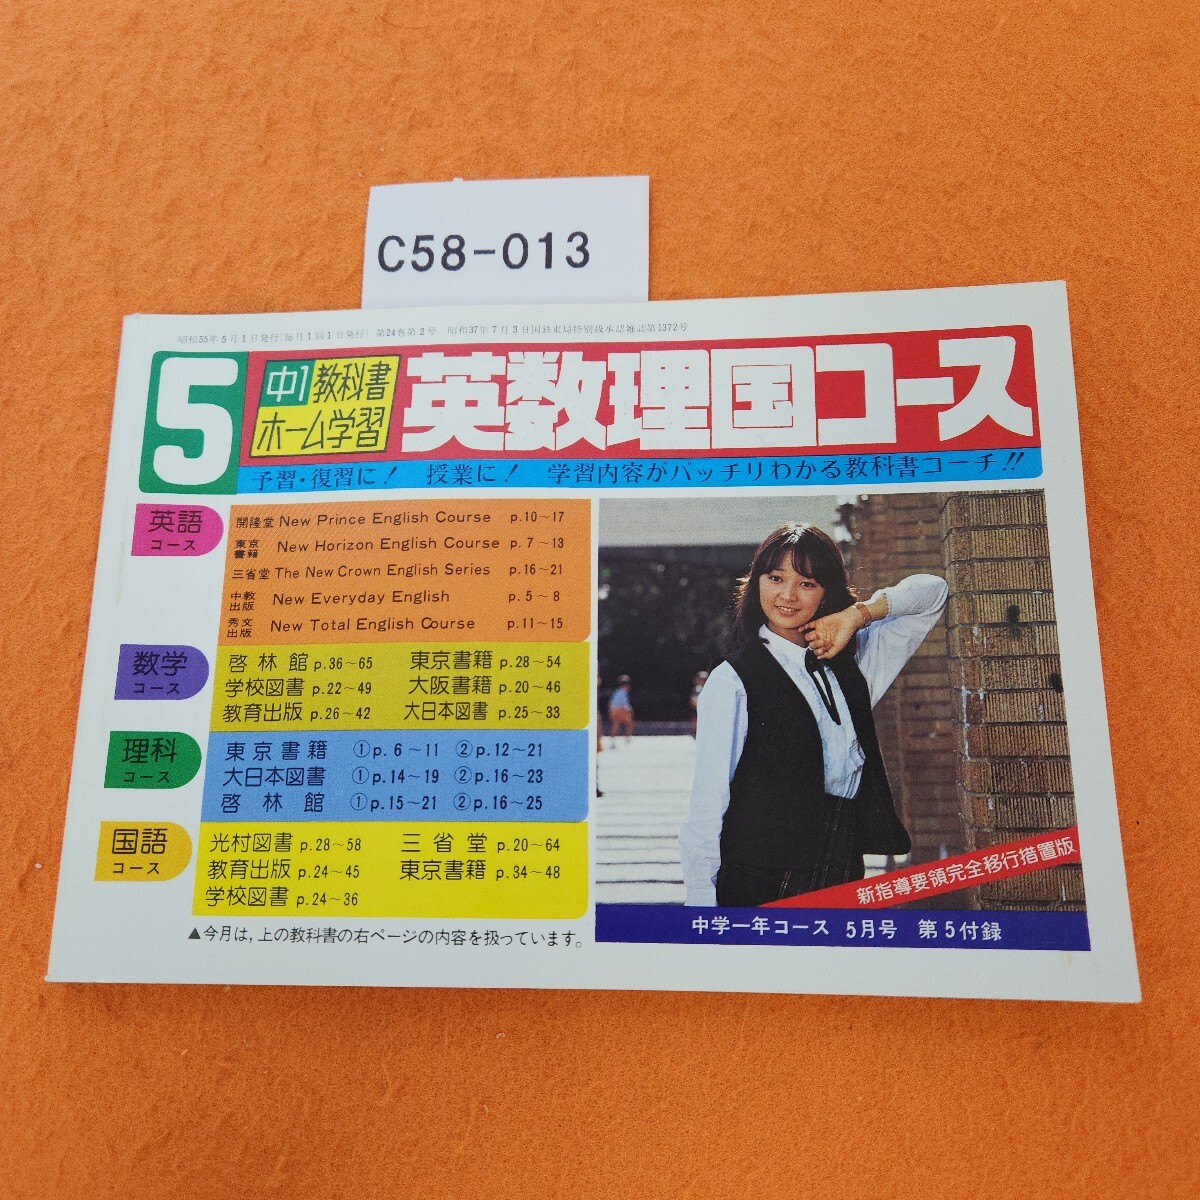 C58-013
昭和55年5月1日発行(毎月1回1日発行) 第24巻第2号 昭和37年7月3日国鉄東局特別扱承認雑誌第1372号
5
中1教科書
ホーム学習
英数理国コース
予習・復習に! 授業に! 学習内容がバッチリわかる教科書コーチ!!
英語
コース
開隆堂 New Prince English Course p.10~17
東京書籍 New Horizon English Course p.7~13
三省堂 The New Crown English Series p.16~21
中教出版 New Everyday English p.5~8
秀文出版 New Total English Course p.11~15
数学
コース
啓林館 p.36~65 東京書籍 p.28~54
学校図書 p.22~49 大阪書籍 p.20~46
教育出版 p.26~42 大日本図書 p.25~33
理科
コース
東京書籍 ①p.6~11 ②p.12~21
大日本図書 ①p.14~19 ②p.16~23
啓林館 ①p.15~21 ②p.16~25
国語
コース
光村図書 p.28~58 三省堂 p.20~64
教育出版 p.24~45 東京書籍 p.34~48
学校図書 p.24~36
▲今月は,上の教科書の右ページの内容を扱っています。
新指導要領完全移行措置版
中学一年コース 5月号 第5付録